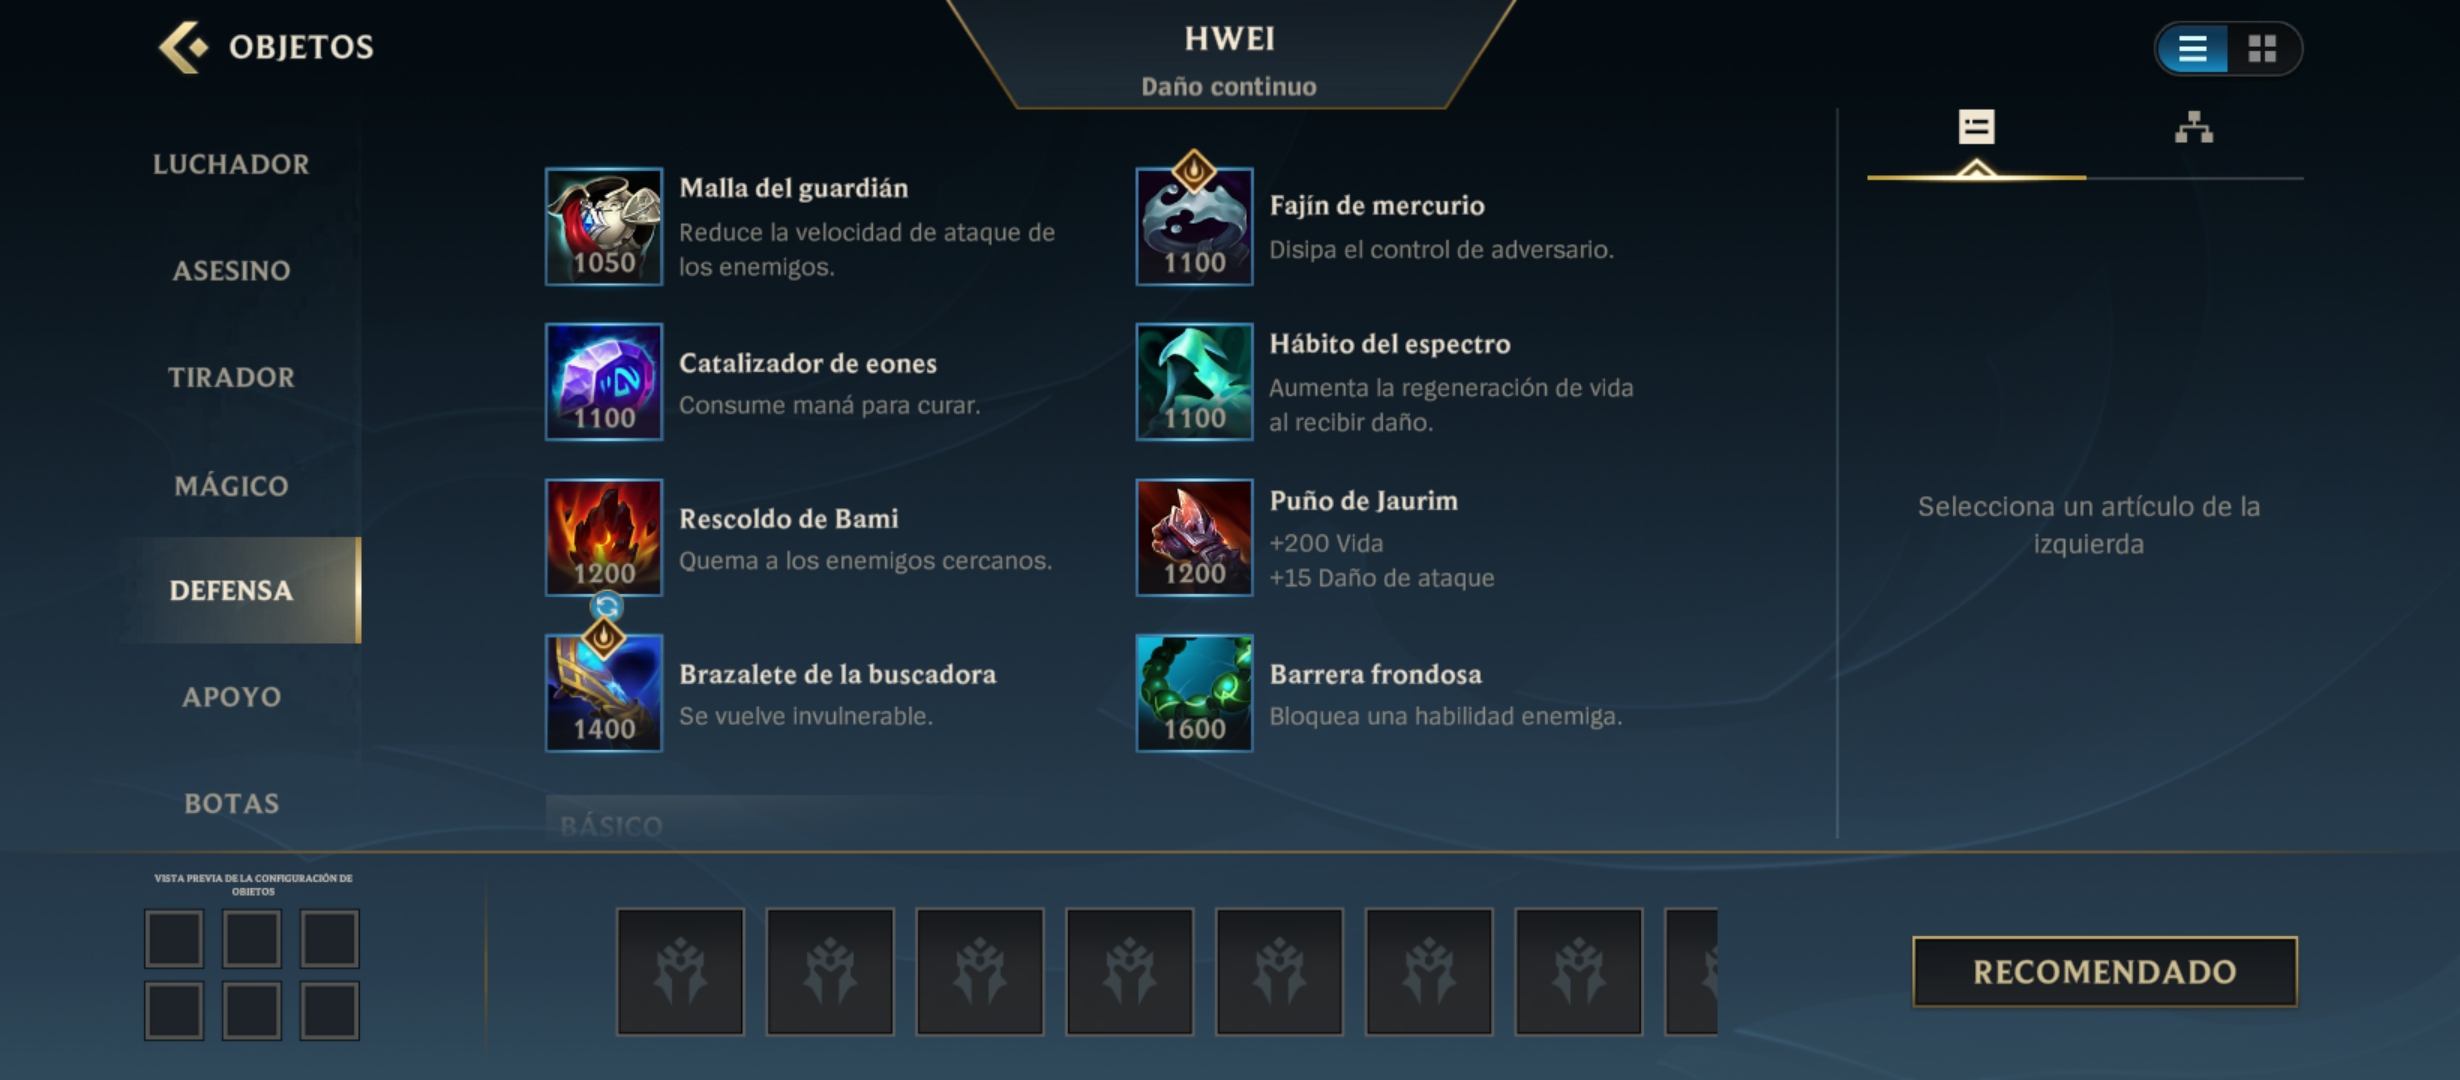 OBJETOS
HWEI
Daño continuo
LUCHADOR
ASESINO
TIRADOR
MÁGICO
DEFENSA
APOYO
BOTAS
1050
Malla del guardián
Reduce la velocidad de ataque de
los enemigos.
1100
Fajín de mercurio
Disipa el control de adversario.
1100
Catalizador de eones
Consume maná para curar.
1100
Hábito del espectro
Aumenta la regeneración de vida
al recibir daño.
1200
Rescoldo de Bami
Quema a los enemigos cercanos.
1200
Puño de Jaurim
+200 Vida
+15 Daño de ataque
1400
Brazalete de la buscadora
Se vuelve invulnerable.
1600
Barrera frondosa
Bloquea una habilidad enemiga.
BÁSICO
Selecciona un artículo de la
izquierda
VISTA PREVIA DE LA CONFIGURACIÓN DE
OBJETOS
RECOMENDADO